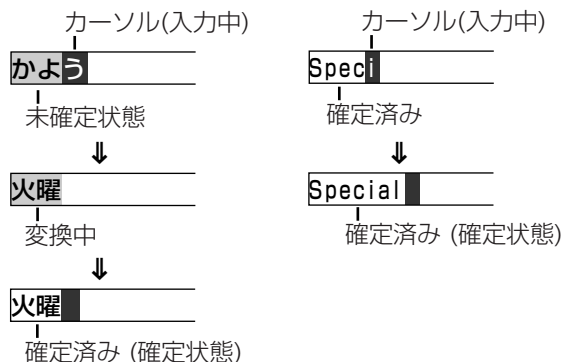 カーソル(入力中)
かよう
未確定状態
⇓
火曜
変換中
⇓
火曜
確定済み (確定状態)
カーソル(入力中)
Speci
確定済み
⇓
Special
確定済み (確定状態)